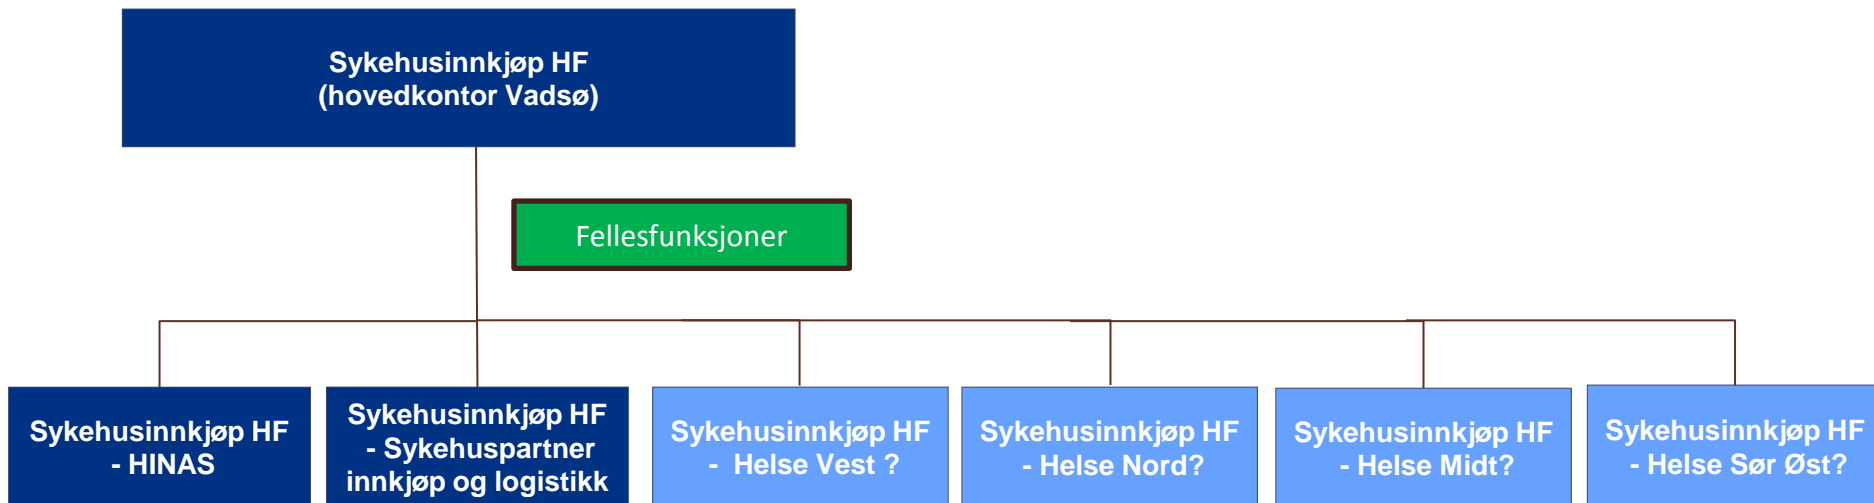 Sykehusinnkjøp HF
(hovedkontor Vadsø)
Fellesfunksjoner
Sykehusinnkjøp HF
- HINAS
Sykehusinnkjøp HF
- Sykehuspartner
innkjøp og logistikk
Sykehusinnkjøp HF
- Helse Vest ?
Sykehusinnkjøp HF
- Helse Nord?
Sykehusinnkjøp HF
- Helse Midt?
Sykehusinnkjøp HF
- Helse Sør Øst?